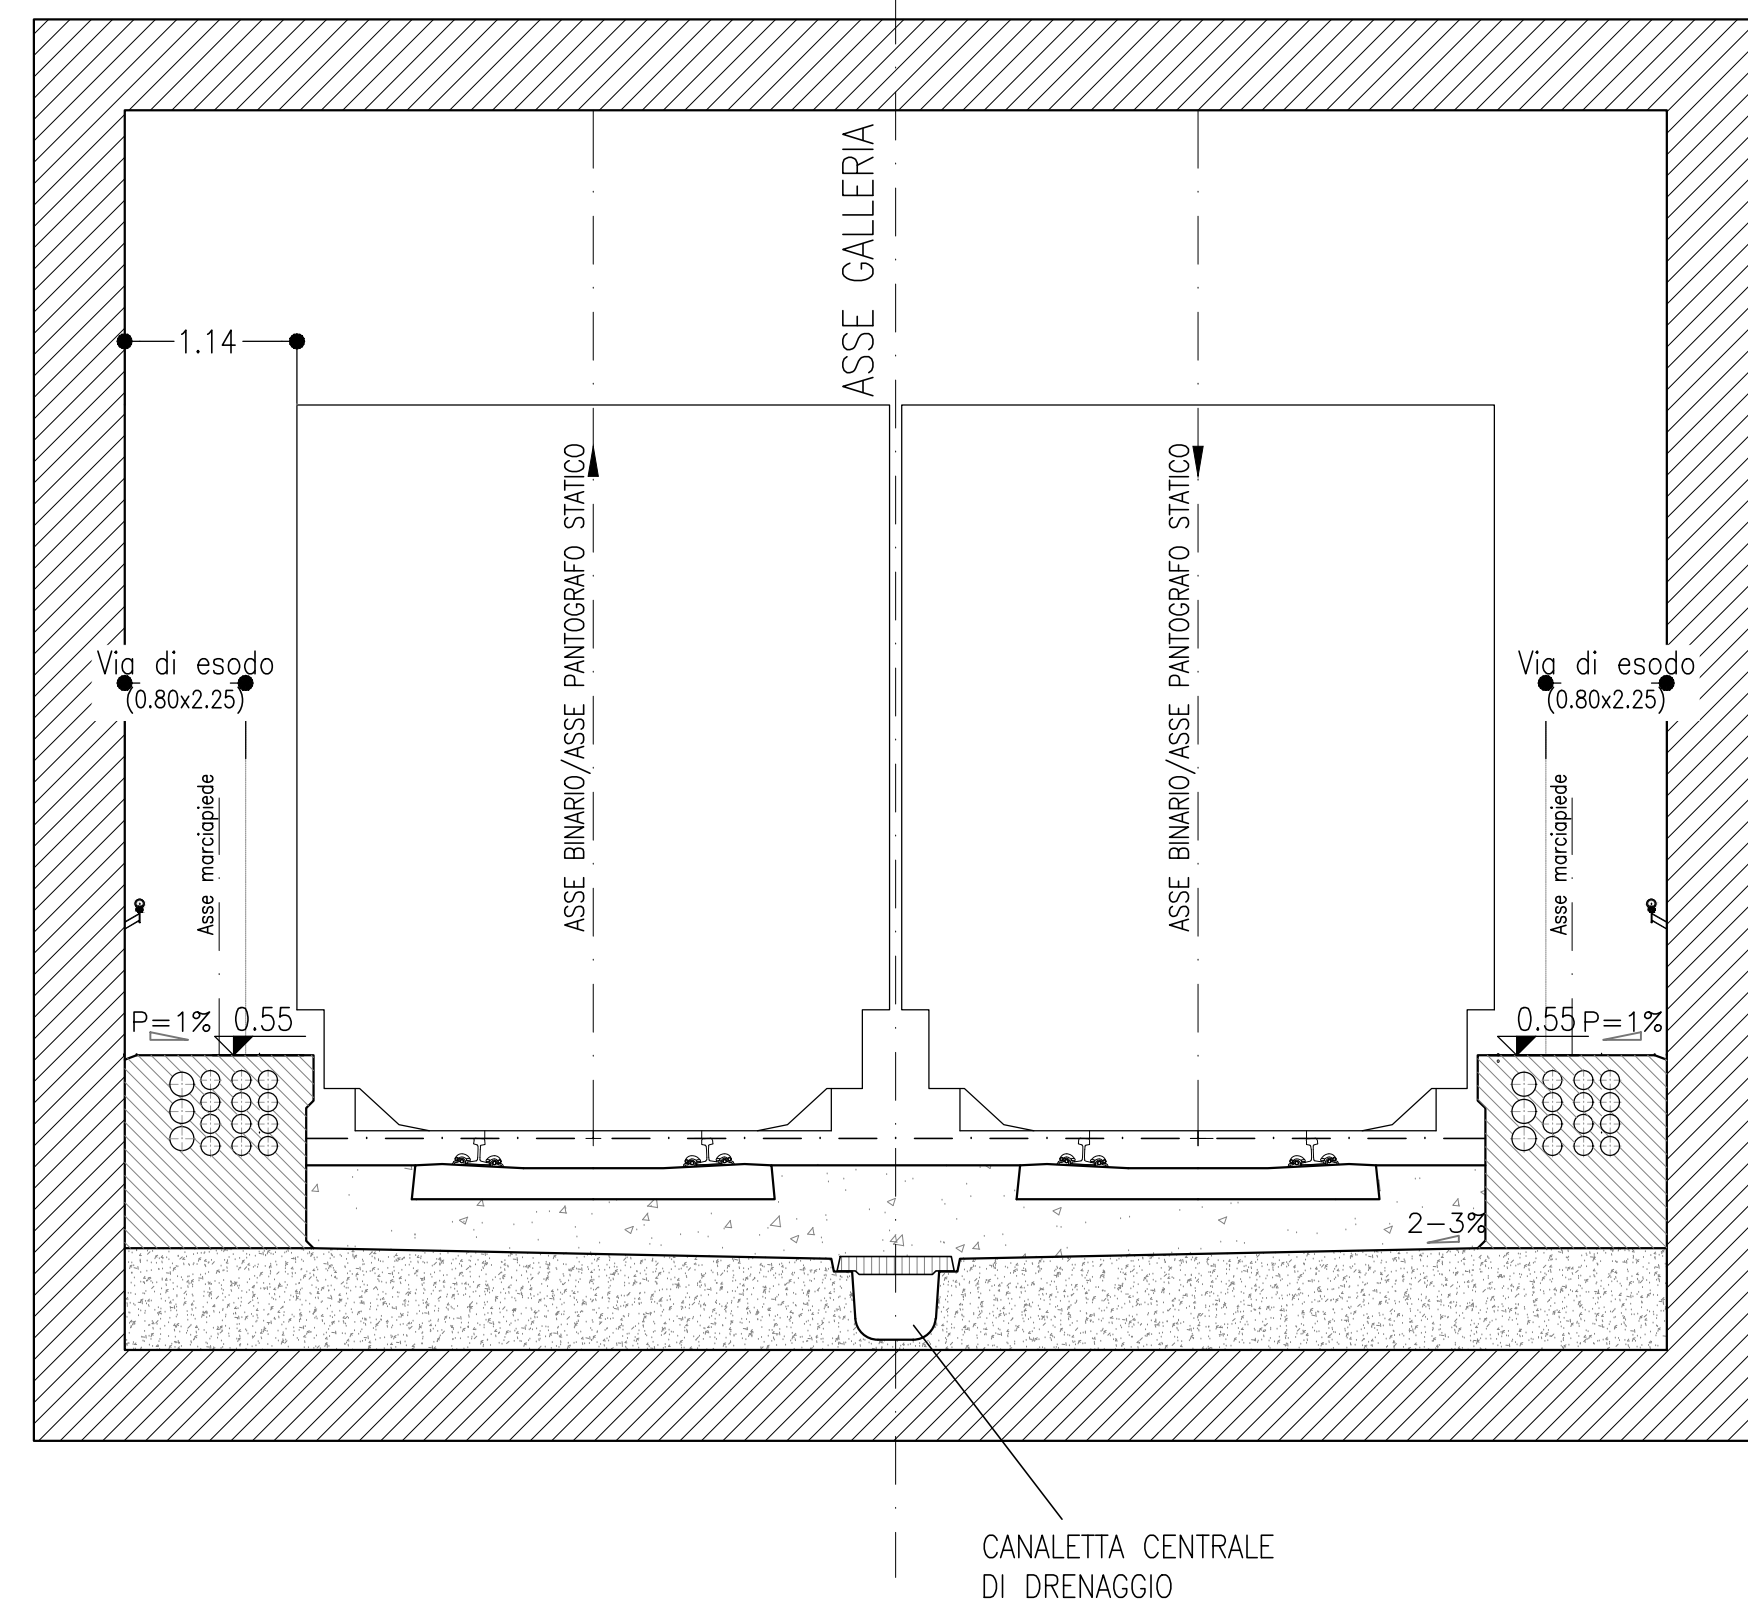 ASSE GALLERIA
1.14
ASSE BINARIO/ASSE PANTOGRAFO STATICO
ASSE BINARIO/ASSE PANTOGRAFO STATICO
Via di esodo
(0.80x2.25)
Via di esodo
(0.80x2.25)
Asse marciapiede
Asse marciapiede
P=1%
0.55
0.55
P=1%
2-3%
CANALETTA CENTRALE
DI DRENAGGIO